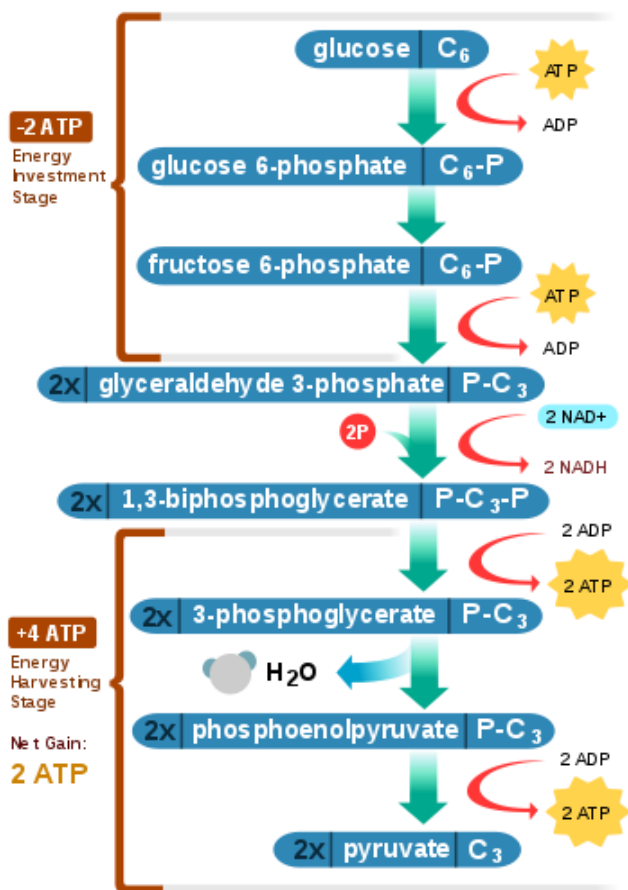 glucose C6
ATP
ADP
-2 ATP
Energy
Investment
Stage
glucose 6-phosphate C6-P
fructose 6-phosphate C6-P
ATP
ADP
2x glyceraldehyde 3-phosphate P-C3
2P
2 NAD+
2 NADH
2x 1,3-biphosphoglycerate P-C3-P
2 ADP
2 ATP
2x 3-phosphoglycerate P-C3
+4 ATP
Energy
Harvesting
Stage
H2O
Net Gain:
2 ATP
2x phosphoenolpyruvate P-C3
2 ADP
2 ATP
2x pyruvate C3